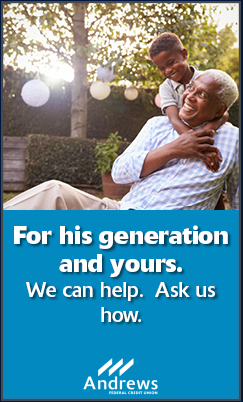 For his generation
and yours.
We can help.  Ask us
how.
Andrews
FEDERAL CREDIT UNION